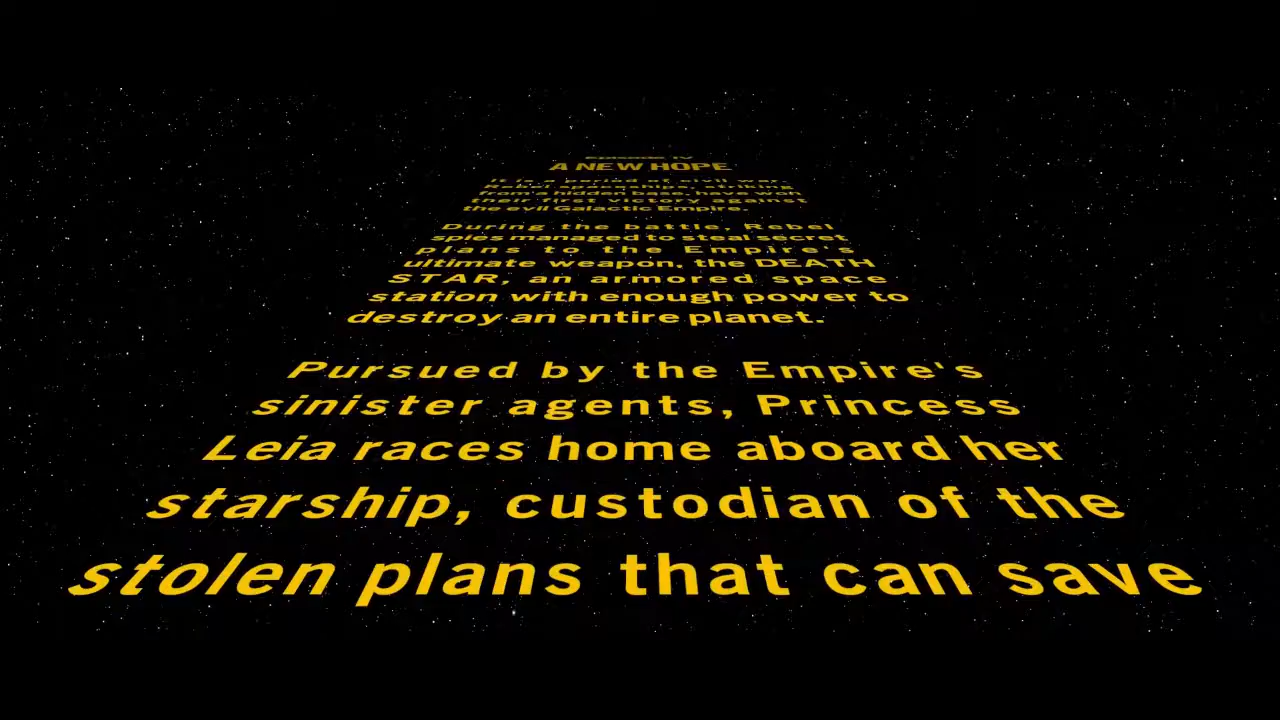 Episode IV
A NEW HOPE
It is a period of civil war.
Rebel spaceships, striking
from a hidden base, have won
their first victory against
the evil Galactic Empire.
During the battle, Rebel
spies managed to steal secret
plans to the Empire's
ultimate weapon, the DEATH
STAR, an armored space
station with enough power to
destroy an entire planet.
Pursued by the Empire's
sinister agents, Princess
Leia races home aboard her
starship, custodian of the
stolen plans that can save